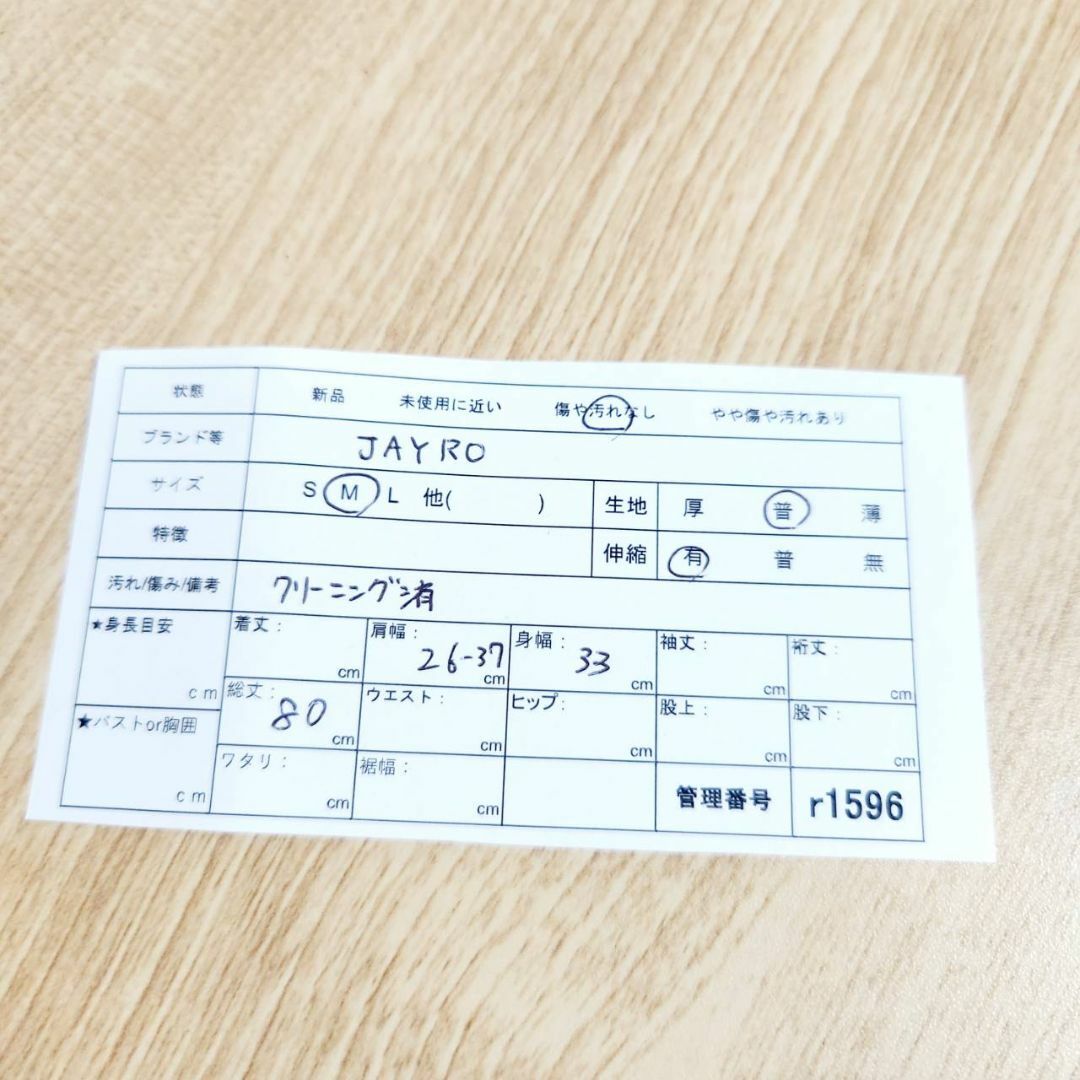 状態 新品 未使用に近い 傷や汚れなし やや傷や汚れあり
ブランド等 JAYRO
サイズ S M L 他( ) 生地 厚 普 薄
特徴 伸縮 有 普 無
汚れ/傷み/備考 クリーニング済
★身長目安 cm 着丈: cm 肩幅: 26-37 cm 身幅: 33 cm 袖丈: cm 裄丈: cm
総丈: 80 cm ウエスト: cm ヒップ: cm 股上: cm 股下: cm
★バストor胸囲 cm ワタリ: cm 裾幅: cm 管理番号 r1596